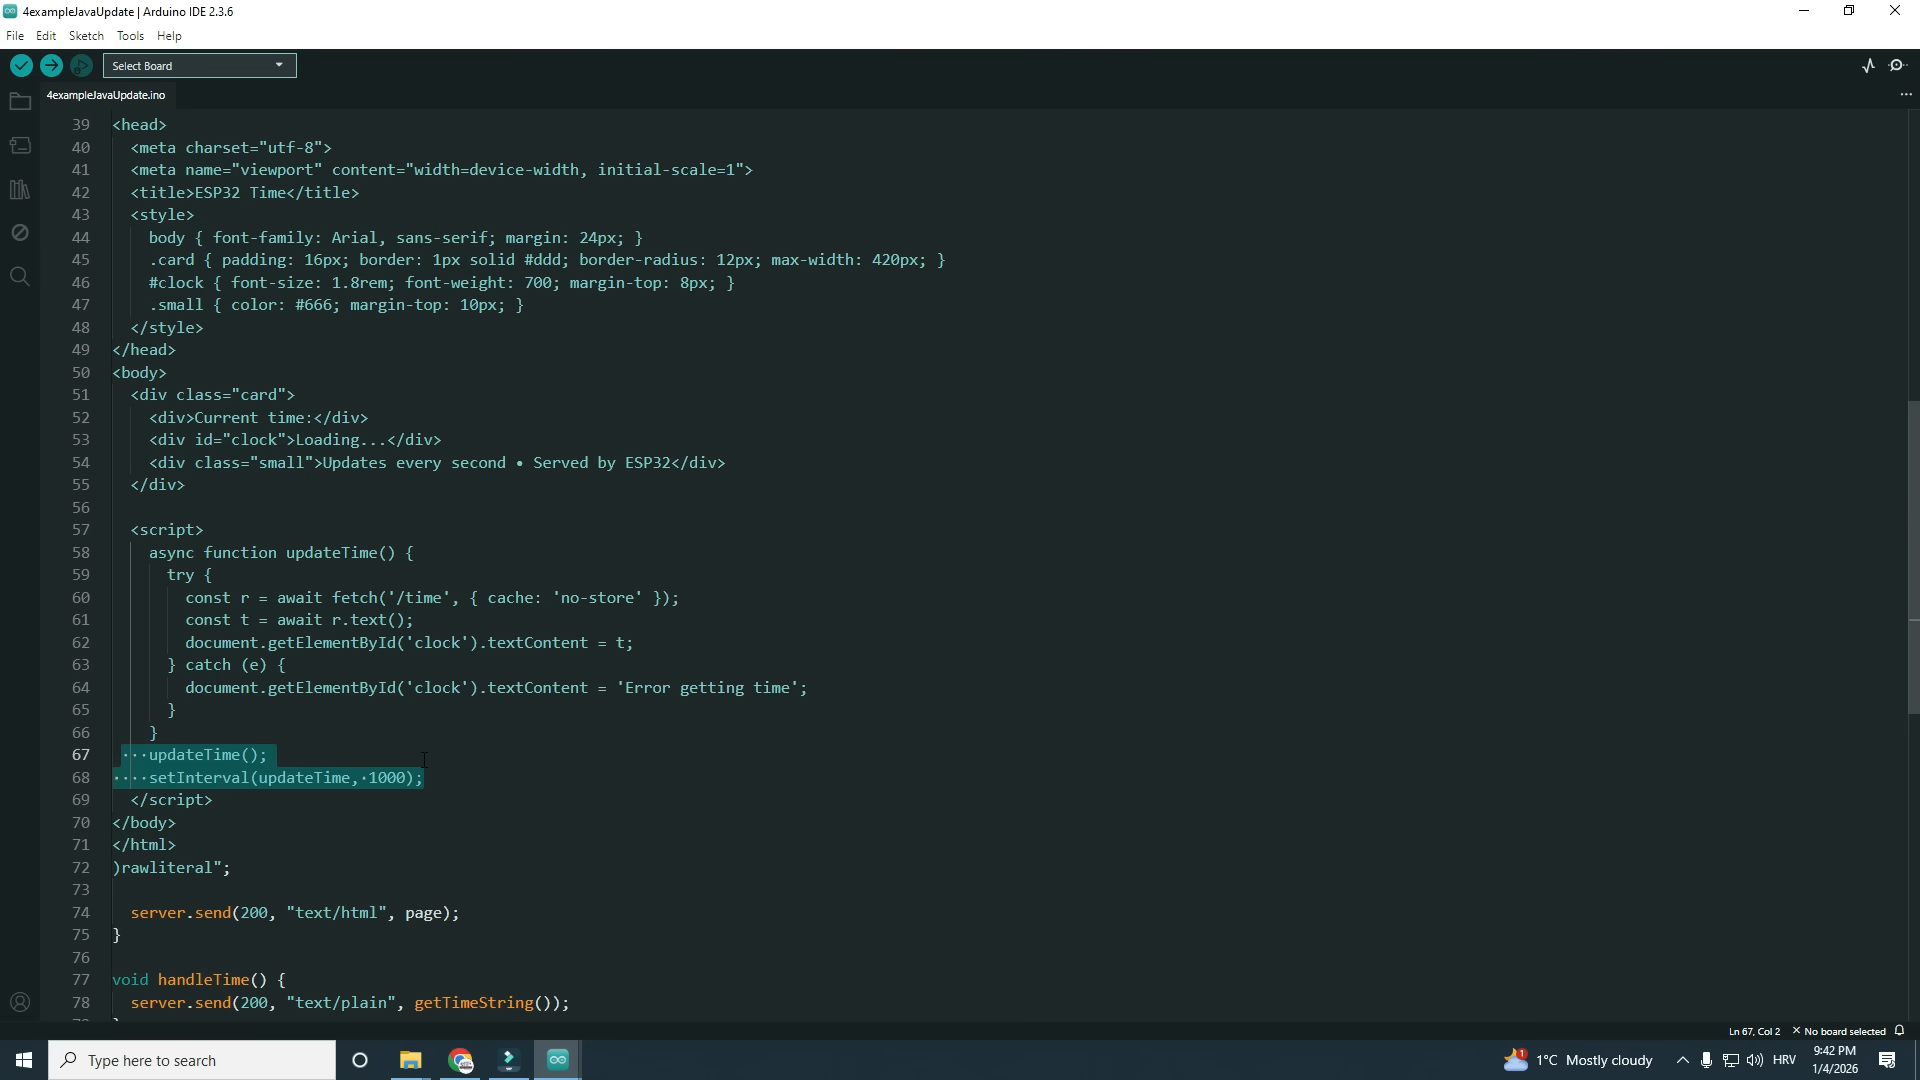 4exampleJavaUpdate | Arduino IDE 2.3.6
File Edit Sketch Tools Help
Select Board
4exampleJavaUpdate.ino
39 <head>
40 <meta charset="utf-8">
41 <meta name="viewport" content="width=device-width, initial-scale=1">
42 <title>ESP32 Time</title>
43 <style>
44 body { font-family: Arial, sans-serif; margin: 24px; }
45 .card { padding: 16px; border: 1px solid #ddd; border-radius: 12px; max-width: 420px; }
46 #clock { font-size: 1.8rem; font-weight: 700; margin-top: 8px; }
47 .small { color: #666; margin-top: 10px; }
48 </style>
49 </head>
50 <body>
51 <div class="card">
52 <div>Current time:</div>
53 <div id="clock">Loading...</div>
54 <div class="small">Updates every second • Served by ESP32</div>
55 </div>
56
57 <script>
58 async function updateTime() {
59 try {
60 const r = await fetch('/time', { cache: 'no-store' });
61 const t = await r.text();
62 document.getElementById('clock').textContent = t;
63 } catch (e) {
64 document.getElementById('clock').textContent = 'Error getting time';
65 }
66 }
67 ···updateTime();
68 ····setInterval(updateTime,·1000);
69 </script>
70 </body>
71 </html>
72 )rawliteral";
73
74 server.send(200, "text/html", page);
75 }
76
77 void handleTime() {
78 server.send(200, "text/plain", getTimeString());
Ln 67, Col 2 × No board selected
Type here to search
1 1°C Mostly cloudy HRV 9:42 PM
1/4/2026